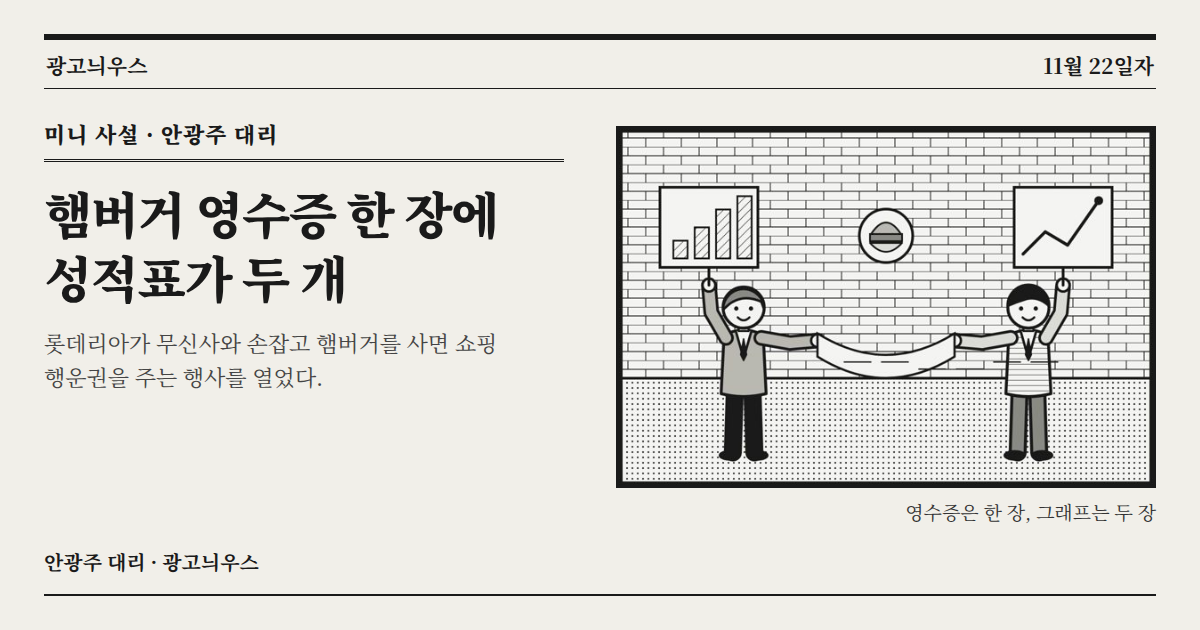 광고늬우스
11월 22일자
미니 사설 · 안광주 대리
햄버거 영수증 한 장에
성적표가 두 개
롯데리아가 무신사와 손잡고 햄버거를 사면 쇼핑
행운권을 주는 행사를 열었다.
영수증은 한 장, 그래프는 두 장
안광주 대리 · 광고늬우스